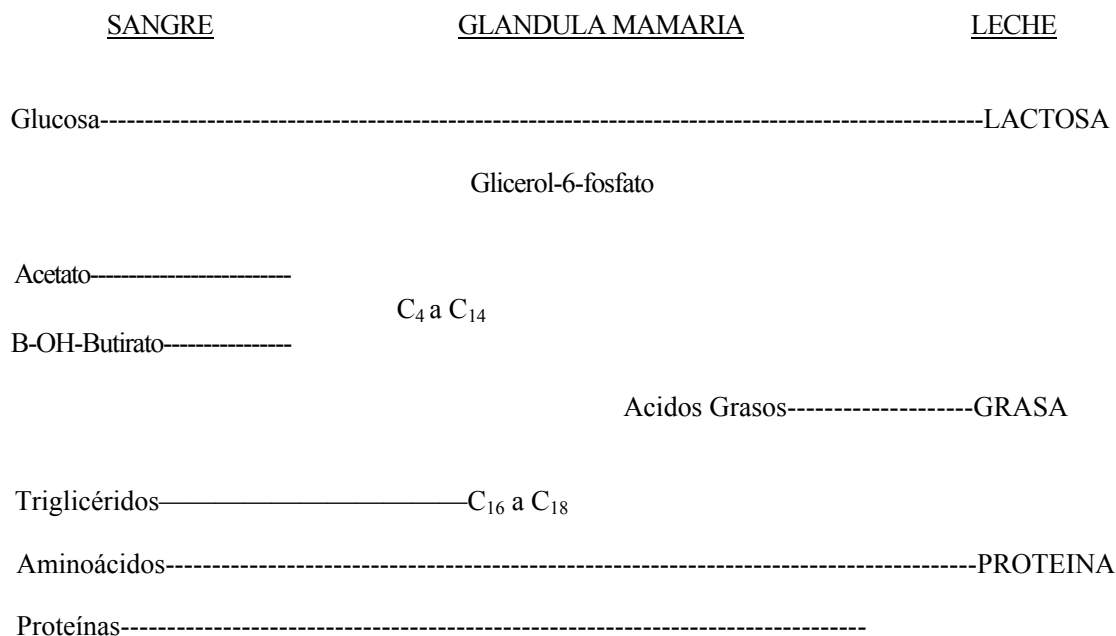 SANGRE GLANDULA MAMARIA LECHE
Glucosa-----------------------------------------------------------------------------------------------LACTOSA
Glicerol-6-fosfato
Acetato--------------------------
C₄ a C₁₄
B-OH-Butirato----------------
Acidos Grasos--------------------GRASA
Triglicéridos———————————C₁₆ a C₁₈
Aminoácidos---------------------------------------------------------------------------------------PROTEINA
Proteínas--------------------------------------------------------------------------------